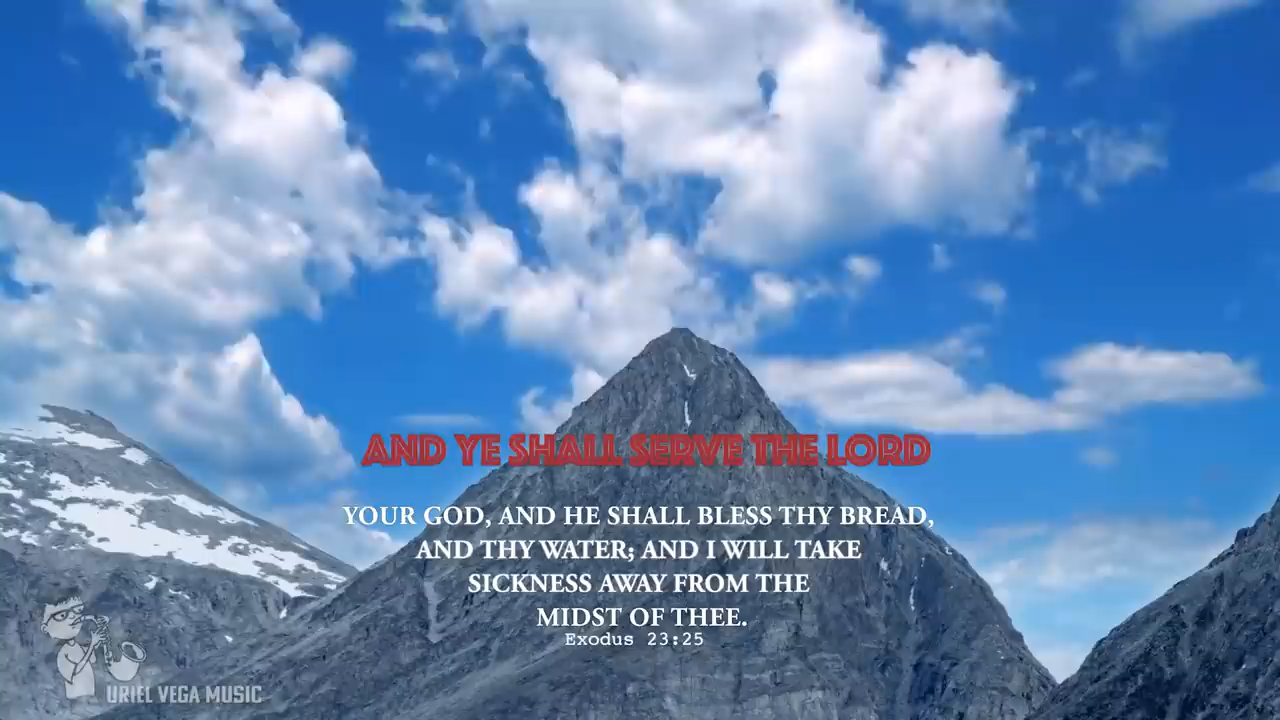 AND YE SHALL SERVE THE LORD
YOUR GOD, AND HE SHALL BLESS THY BREAD,
AND THY WATER; AND I WILL TAKE
SICKNESS AWAY FROM THE
MIDST OF THEE.
Exodus 23:25
URIEL VEGA MUSIC